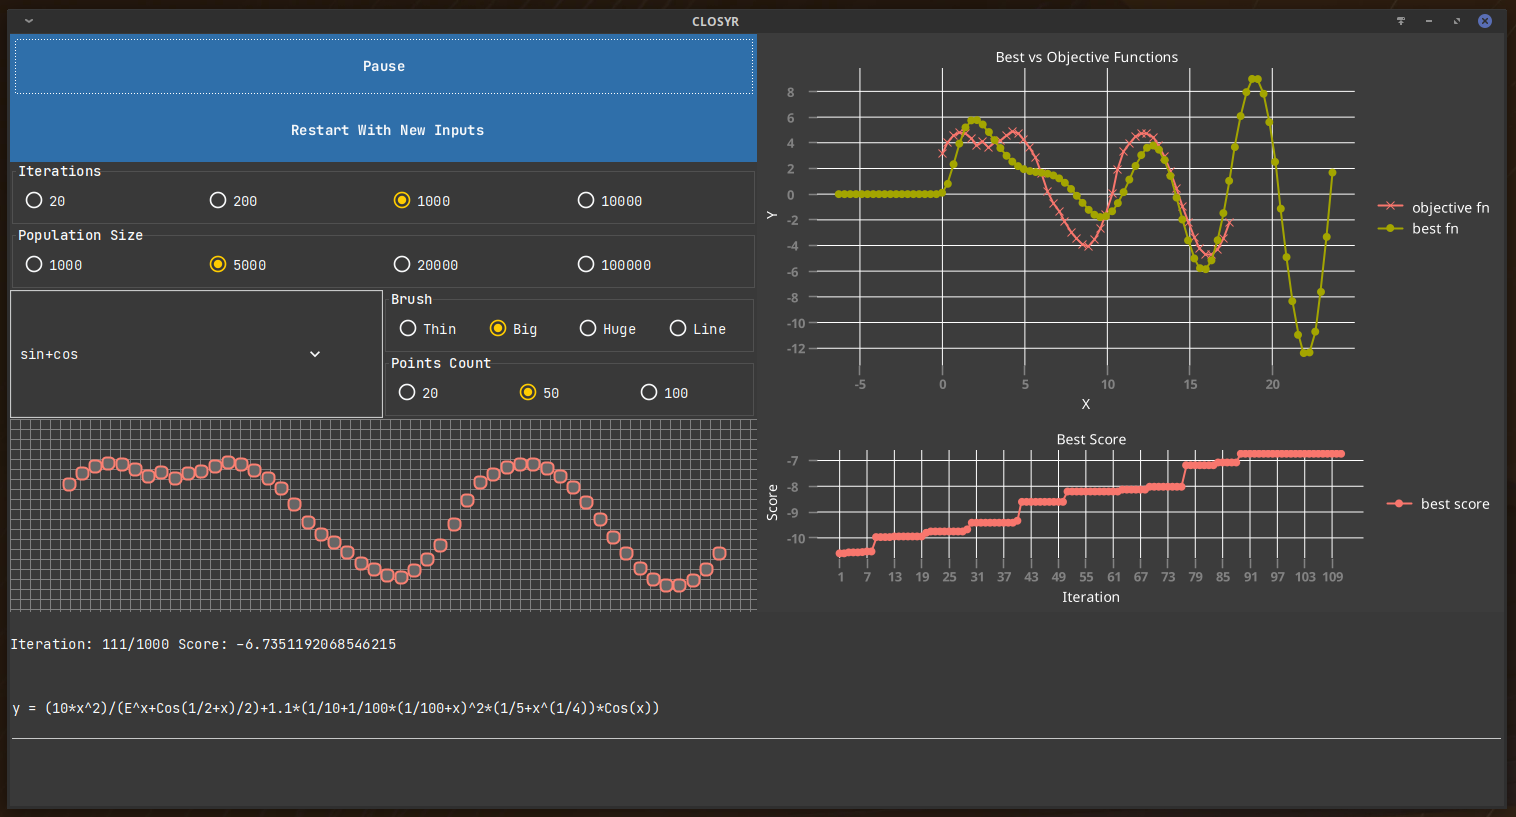 CLOSYR
Pause
Restart With New Inputs
Iterations
20 200 1000 10000
Population Size
1000 5000 20000 100000
sin+cos
Brush
Thin Big Huge Line
Points Count
20 50 100
Best vs Objective Functions
8
6
4
2
0
-2
-4
-6
-8
-10
-12
Y
-5 0 5 10 15 20
X
objective fn
best fn
Best Score
-7
-8
-9
-10
Score
1 7 13 19 25 31 37 43 49 55 61 67 73 79 85 91 97 103 109
Iteration
best score
Iteration: 111/1000 Score: -6.7351192068546215
y = (10*x^2)/(E^x+Cos(1/2+x)/2)+1.1*(1/10+1/100*(1/100+x)^2*(1/5+x^(1/4))*Cos(x))